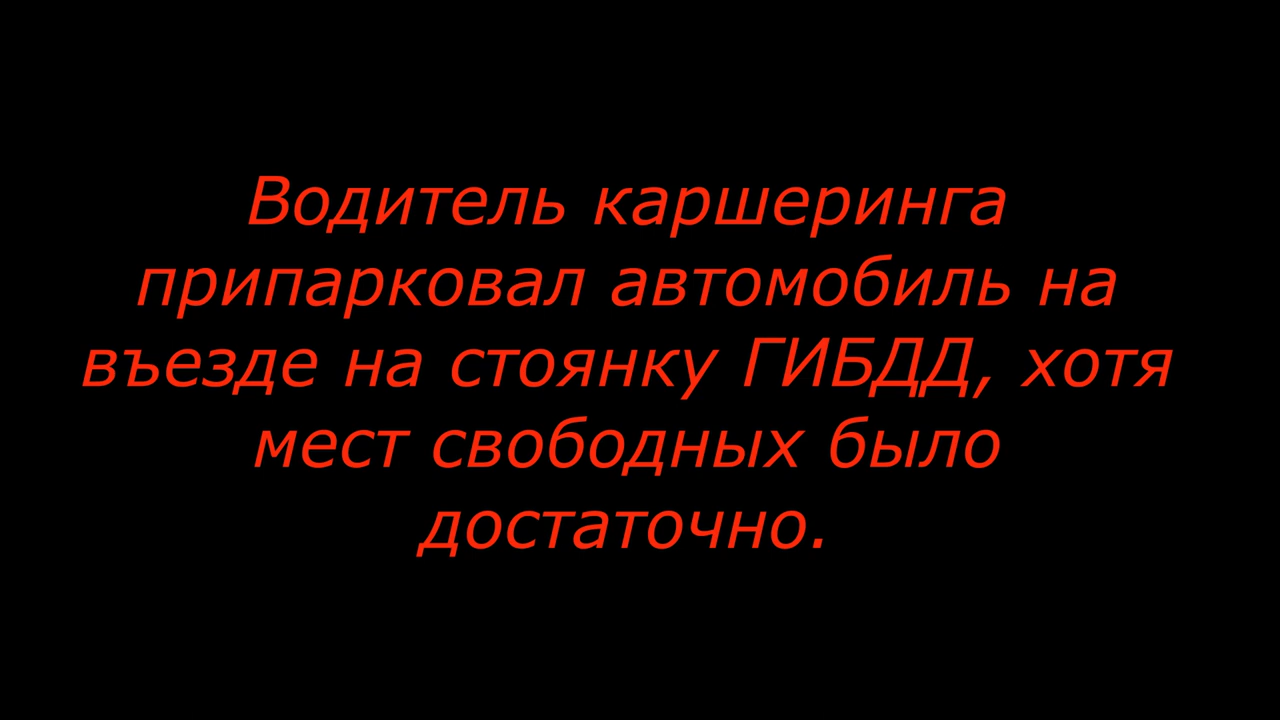 Водитель каршеринга
припарковал автомобиль на
въезде на стоянку ГИБДД, хотя
мест свободных было
достаточно.